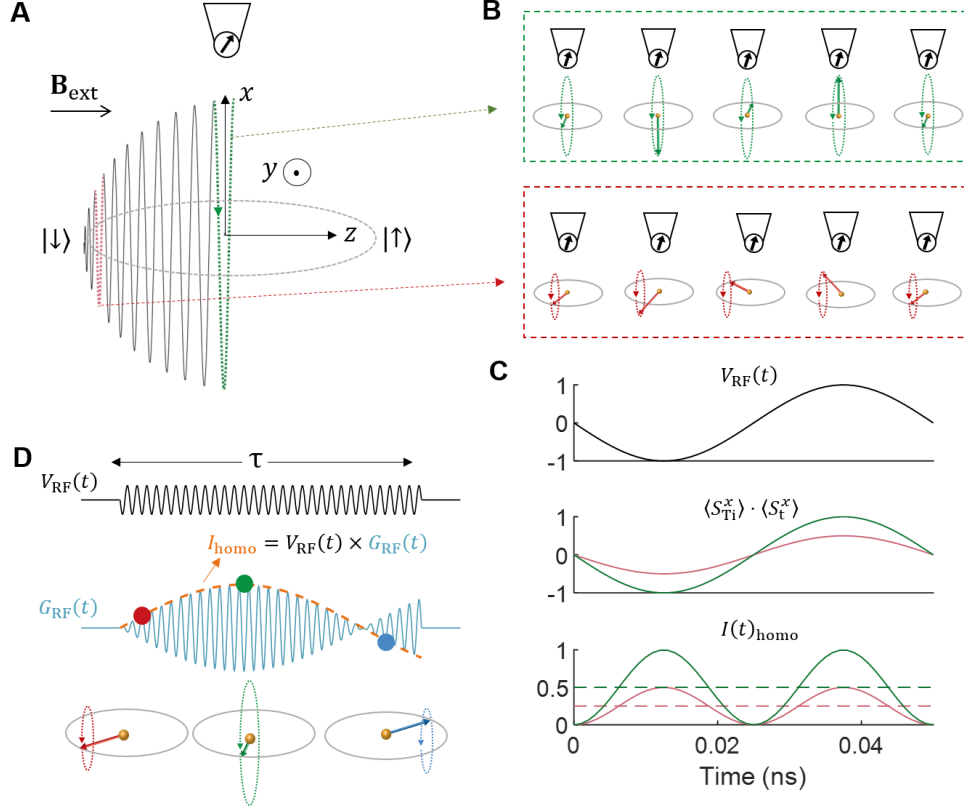 A
B_ext
x
y
z
|↓⟩
|↑⟩
B
C
V_RF(t)
1
0
-1
⟨S^x_Ti⟩ · ⟨S^x_t⟩
1
0
-1
I(t)_homo
1
0.5
0
0
0.02
0.04
Time (ns)
D
τ
V_RF(t)
I_homo = V_RF(t) × G_RF(t)
G_RF(t)